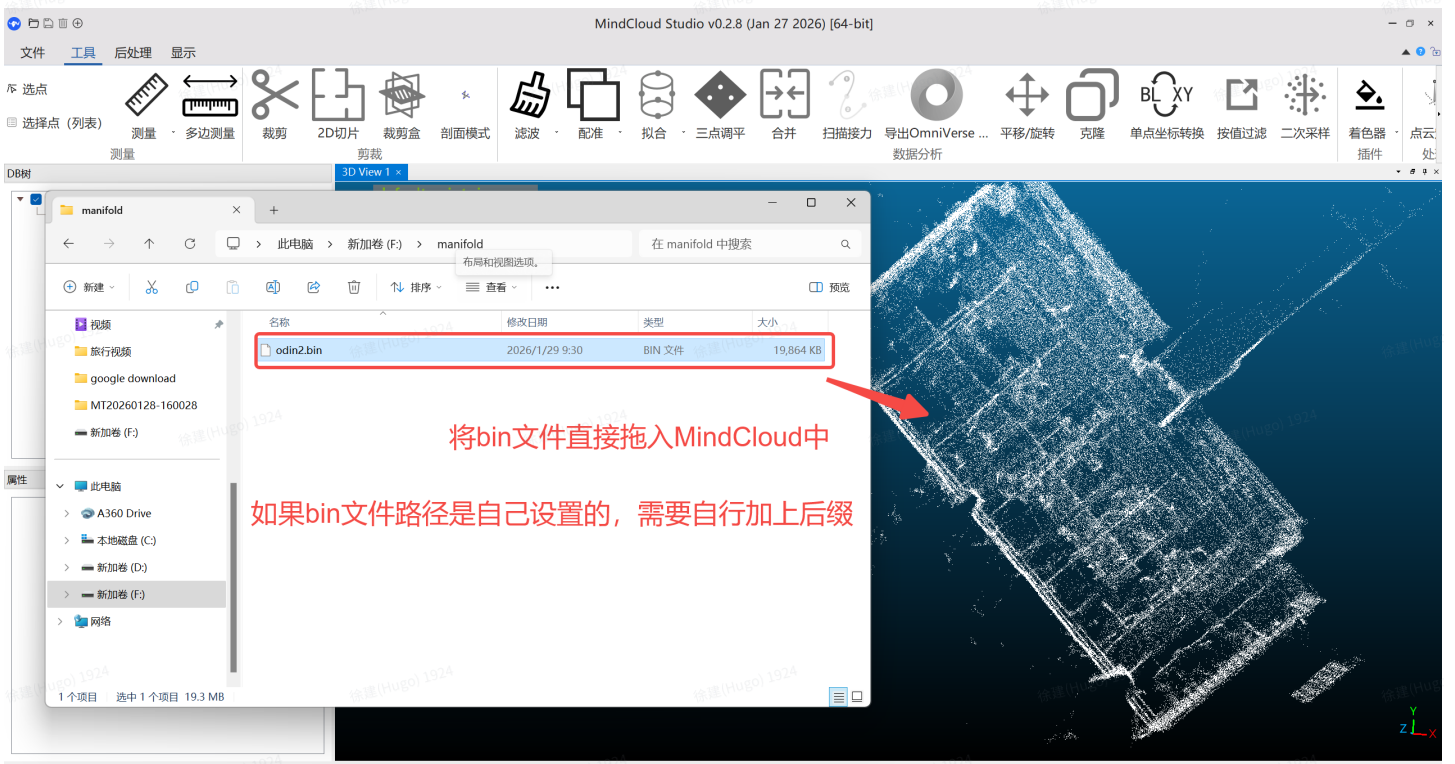 MindCloud Studio v0.2.8 (Jan 27 2026) [64-bit]
文件 工具 后处理 显示
选点
选择点（列表）
BL XY
测量 多边测量 裁剪 2D切片 裁剪盒 剖面模式 滤波 配准 拟合 三点调平 合并 扫描接力 导出OmniVerse ... 平移/旋转 克隆 单点坐标转换 按值过滤 二次采样 着色器 点云
测量 剪裁 数据分析 插件 处
DB树
3D View 1 ×
manifold
此电脑 > 新加卷 (F:) > manifold
在 manifold 中搜索
布局和视图选项。
新建 排序 查看 ... 预览
名称 修改日期 类型 大小
odin2.bin 2026/1/29 9:30 BIN 文件 19,864 KB
视频
旅行视频
google download
MT20260128-160028
新加卷 (F:)
将bin文件直接拖入MindCloud中
属性
此电脑
如果bin文件路径是自己设置的，需要自行加上后缀
A360 Drive
本地磁盘 (C:)
新加卷 (D:)
新加卷 (F:)
网络
1个项目 选中 1 个项目 19.3 MB
徐建(Hugo) 1924
Y
Z X